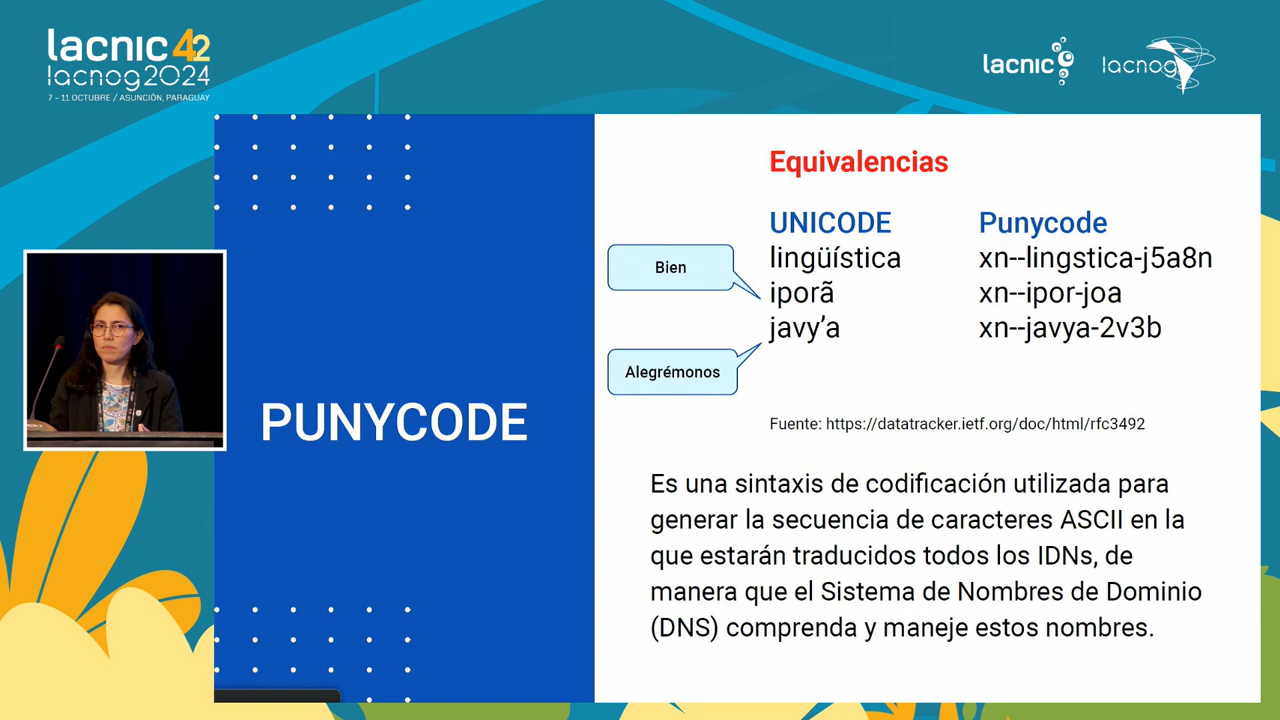 lacnic 42
lacnog2024
7 - 11 OCTUBRE / ASUNCIÓN, PARAGUAY
lacnic
lacnog
PUNYCODE
Equivalencias
UNICODE Punycode
lingüística xn--lingstica-j5a8n
Bien
iporã xn--ipor-joa
javy’a xn--javya-2v3b
Alegrémonos
Fuente: https://datatracker.ietf.org/doc/html/rfc3492
Es una sintaxis de codificación utilizada para
generar la secuencia de caracteres ASCII en la
que estarán traducidos todos los IDNs, de
manera que el Sistema de Nombres de Dominio
(DNS) comprenda y maneje estos nombres.